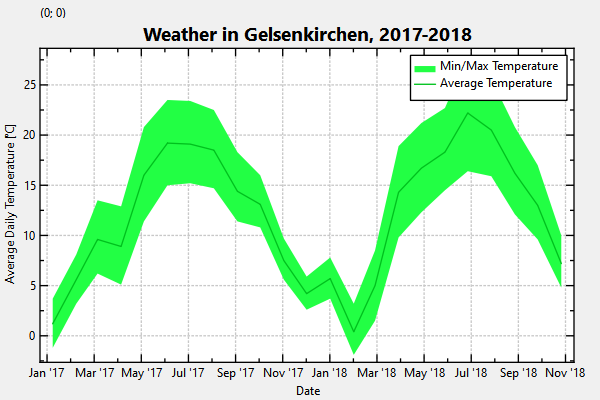 (0; 0)
Weather in Gelsenkirchen, 2017-2018
Min/Max Temperature
Average Temperature
Average Daily Temperature [°C]
25
20
15
10
5
0
Jan '17 Mar '17 May '17 Jul '17 Sep '17 Nov '17 Jan '18 Mar '18 May '18 Jul '18 Sep '18 Nov '18
Date